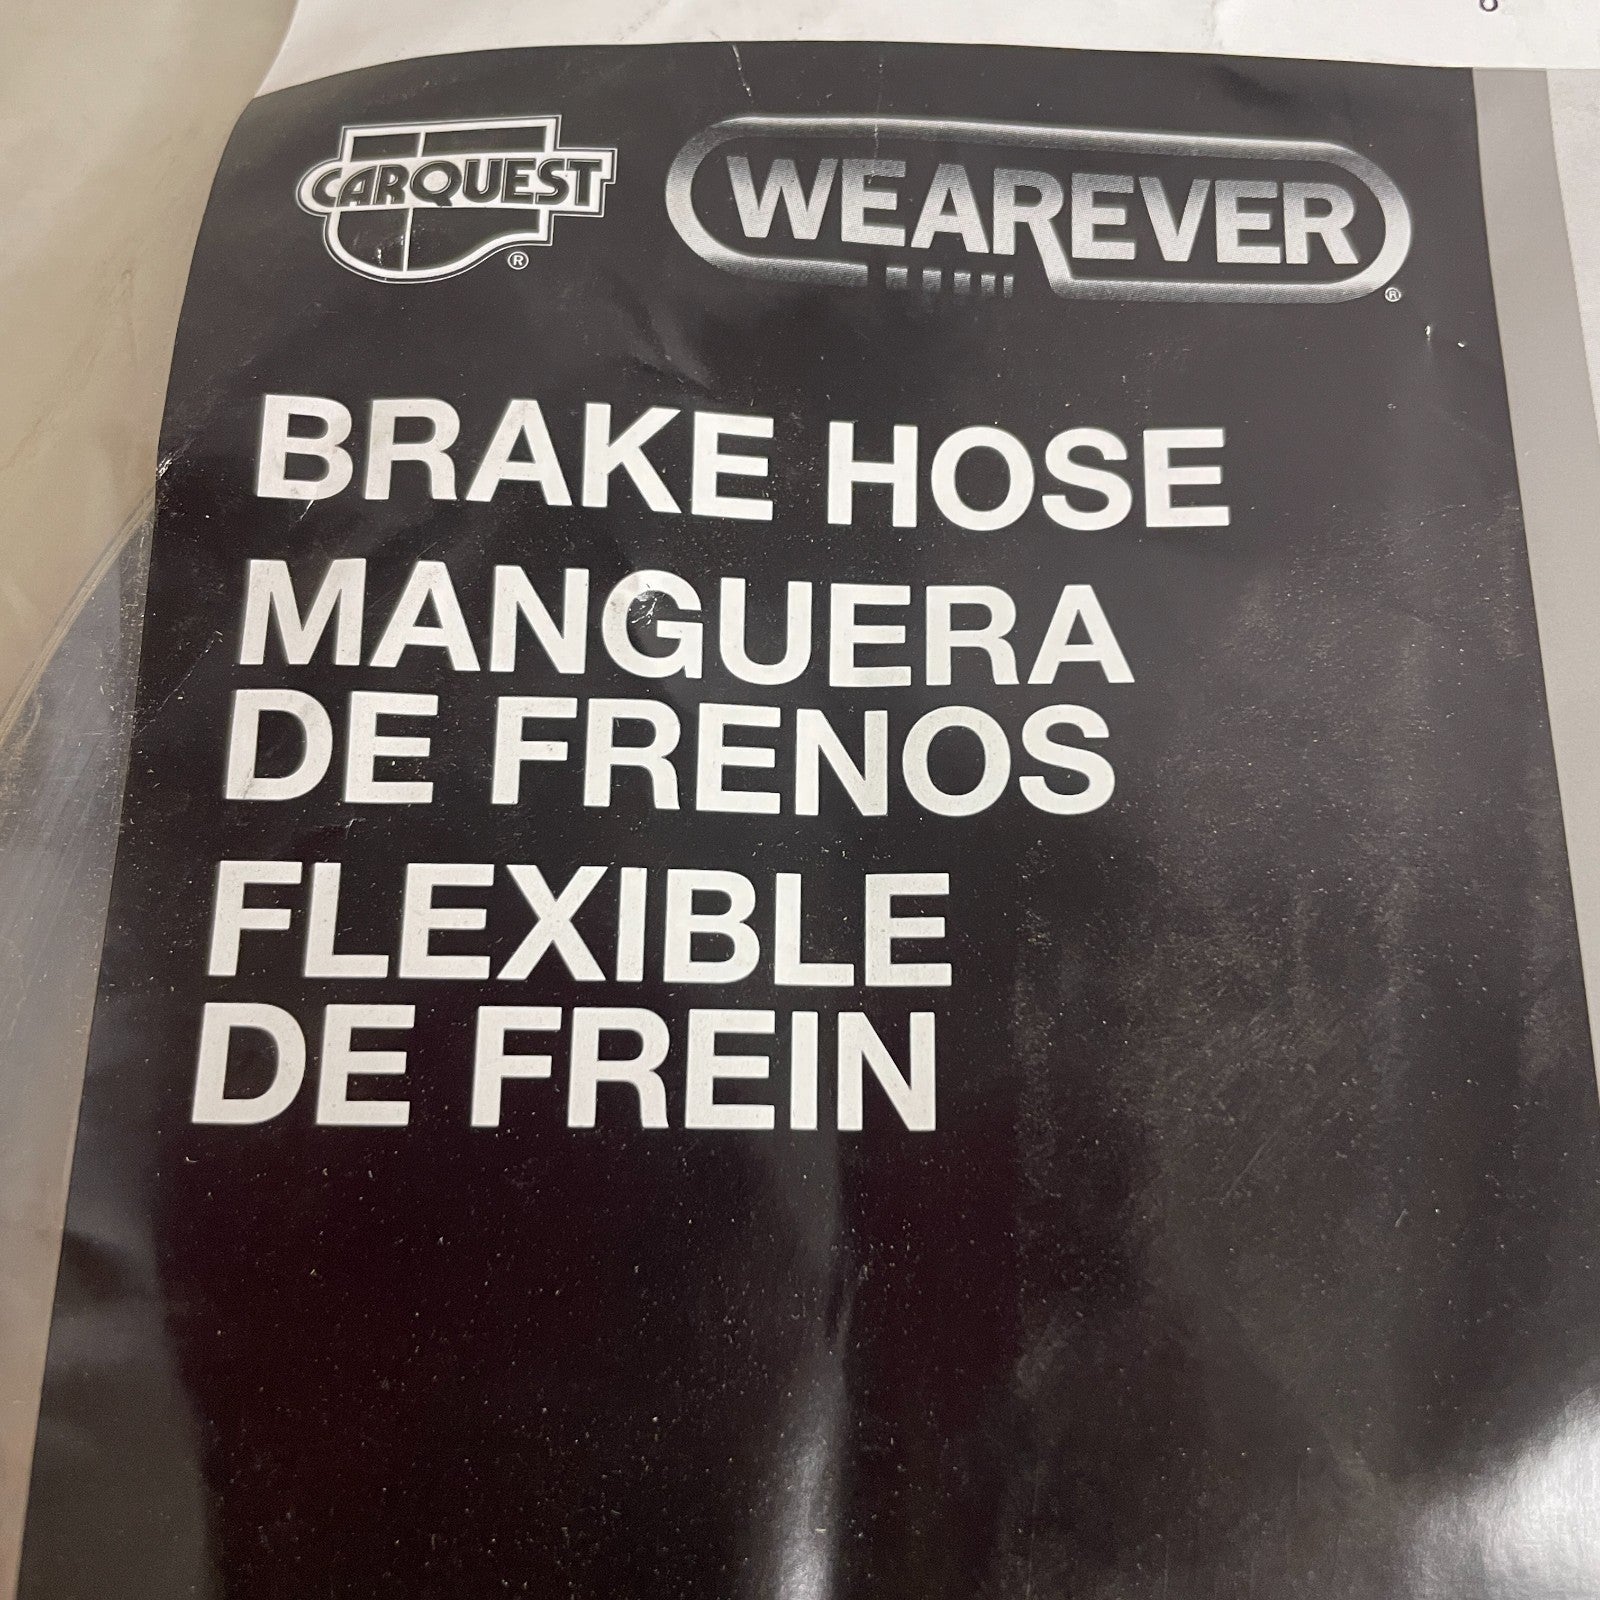 CARQUEST ®
WEAREVER ®
BRAKE HOSE
MANGUERA
DE FRENOS
FLEXIBLE
DE FREIN